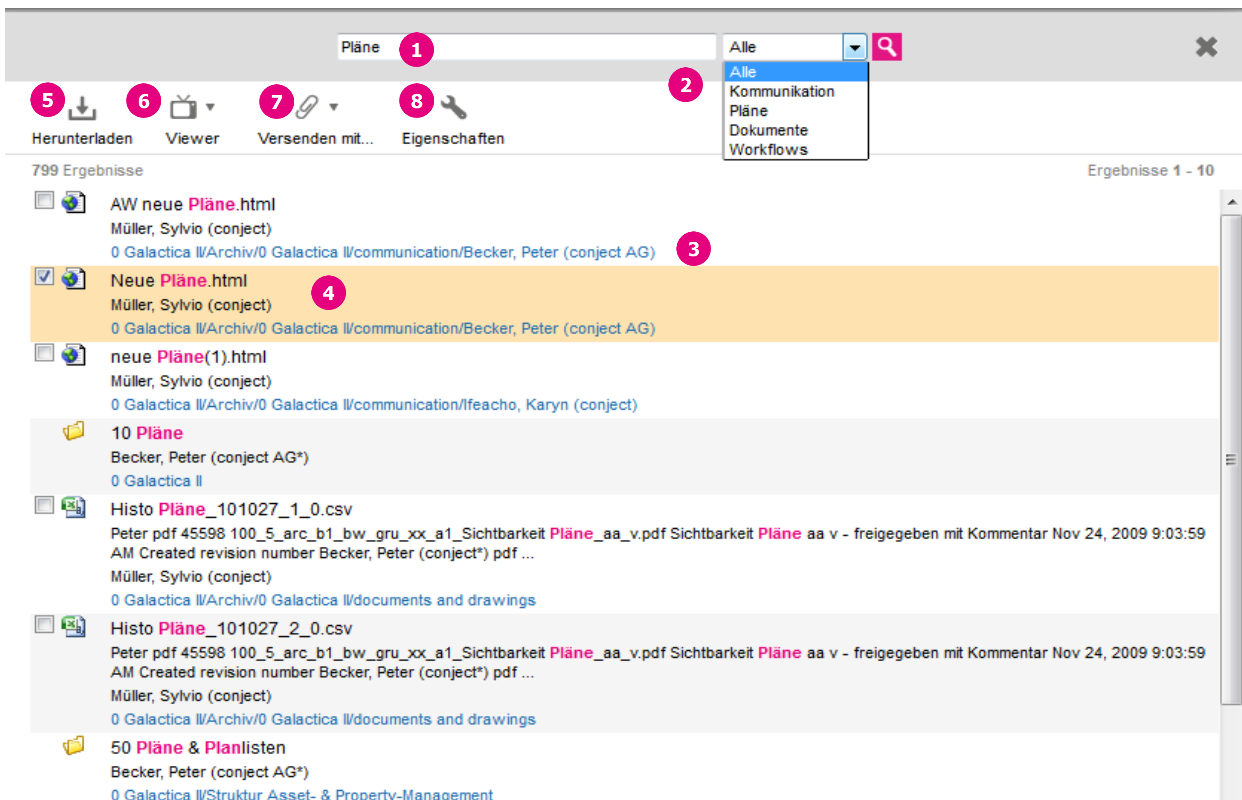 Pläne 1 Alle
2 Alle
Kommunikation
Pläne
Dokumente
Workflows
5 6 7 8
Herunterladen Viewer Versenden mit... Eigenschaften
799 Ergebnisse Ergebnisse 1 - 10
AW neue Pläne.html
Müller, Sylvio (conject)
0 Galactica II/Archiv/0 Galactica II/communication/Becker, Peter (conject AG) 3
Neue Pläne.html
4
Müller, Sylvio (conject)
0 Galactica II/Archiv/0 Galactica II/communication/Becker, Peter (conject AG)
neue Pläne(1).html
Müller, Sylvio (conject)
0 Galactica II/Archiv/0 Galactica II/communication/Ifeacho, Karyn (conject)
10 Pläne
Becker, Peter (conject AG*)
0 Galactica II
Histo Pläne_101027_1_0.csv
Peter pdf 45598 100_5_arc_b1_bw_gru_xx_a1_Sichtbarkeit Pläne_aa_v.pdf Sichtbarkeit Pläne aa v - freigegeben mit Kommentar Nov 24, 2009 9:03:59
AM Created revision number Becker, Peter (conject*) pdf ...
Müller, Sylvio (conject)
0 Galactica II/Archiv/0 Galactica II/documents and drawings
Histo Pläne_101027_2_0.csv
Peter pdf 45598 100_5_arc_b1_bw_gru_xx_a1_Sichtbarkeit Pläne_aa_v.pdf Sichtbarkeit Pläne aa v - freigegeben mit Kommentar Nov 24, 2009 9:03:59
AM Created revision number Becker, Peter (conject*) pdf ...
Müller, Sylvio (conject)
0 Galactica II/Archiv/0 Galactica II/documents and drawings
50 Pläne & Planlisten
Becker, Peter (conject AG*)
0 Galactica II/Struktur Asset- & Property-Management